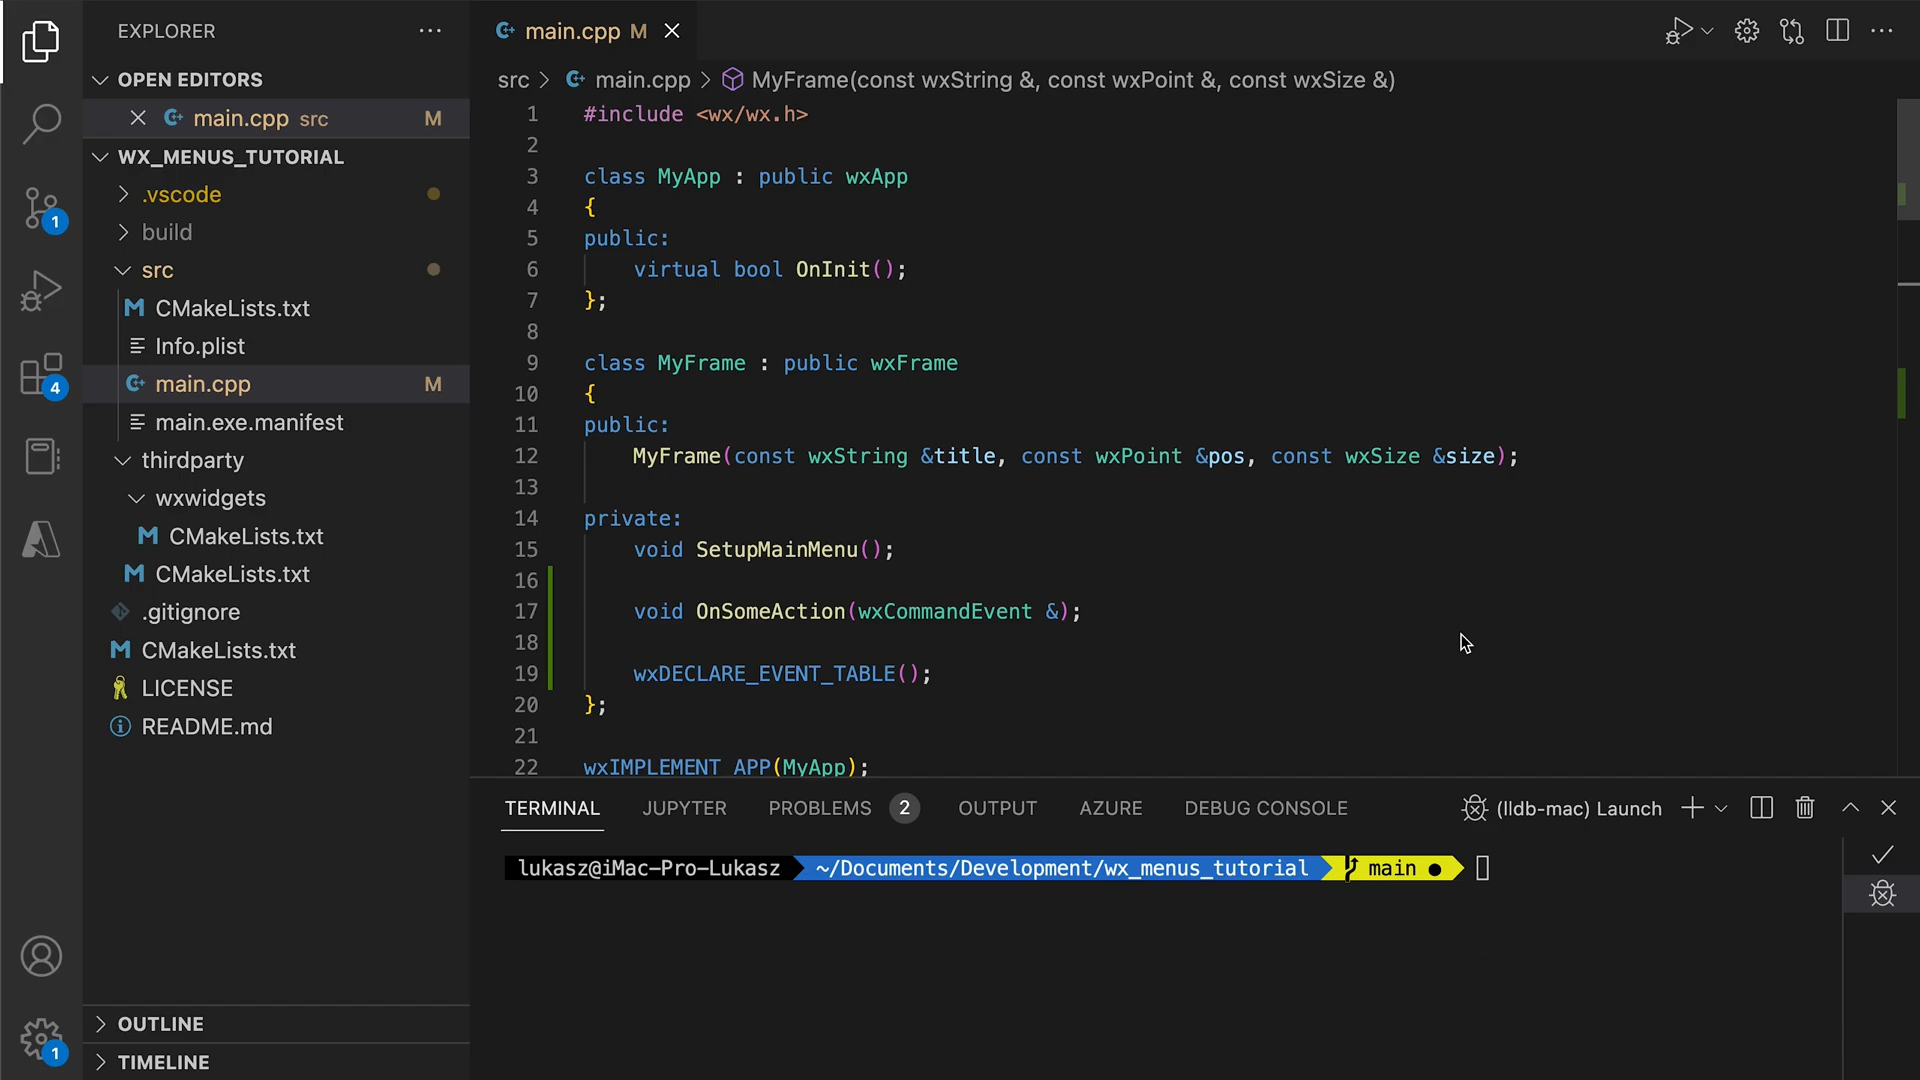 EXPLORER
OPEN EDITORS
main.cpp src M
WX_MENUS_TUTORIAL
.vscode
build
src
CMakeLists.txt
Info.plist
main.cpp M
main.exe.manifest
thirdparty
wxwidgets
CMakeLists.txt
CMakeLists.txt
.gitignore
CMakeLists.txt
LICENSE
README.md
OUTLINE
TIMELINE
1
4
1
main.cpp M
src > main.cpp > MyFrame(const wxString &, const wxPoint &, const wxSize &)
1 #include <wx/wx.h>
2
3 class MyApp : public wxApp
4 {
5 public:
6 virtual bool OnInit();
7 };
8
9 class MyFrame : public wxFrame
10 {
11 public:
12 MyFrame(const wxString &title, const wxPoint &pos, const wxSize &size);
13
14 private:
15 void SetupMainMenu();
16
17 void OnSomeAction(wxCommandEvent &);
18
19 wxDECLARE_EVENT_TABLE();
20 };
21
22 wxIMPLEMENT_APP(MyApp);
TERMINAL JUPYTER PROBLEMS 2 OUTPUT AZURE DEBUG CONSOLE (lldb-mac) Launch
lukasz@iMac-Pro-Lukasz ~/Documents/Development/wx_menus_tutorial main ●